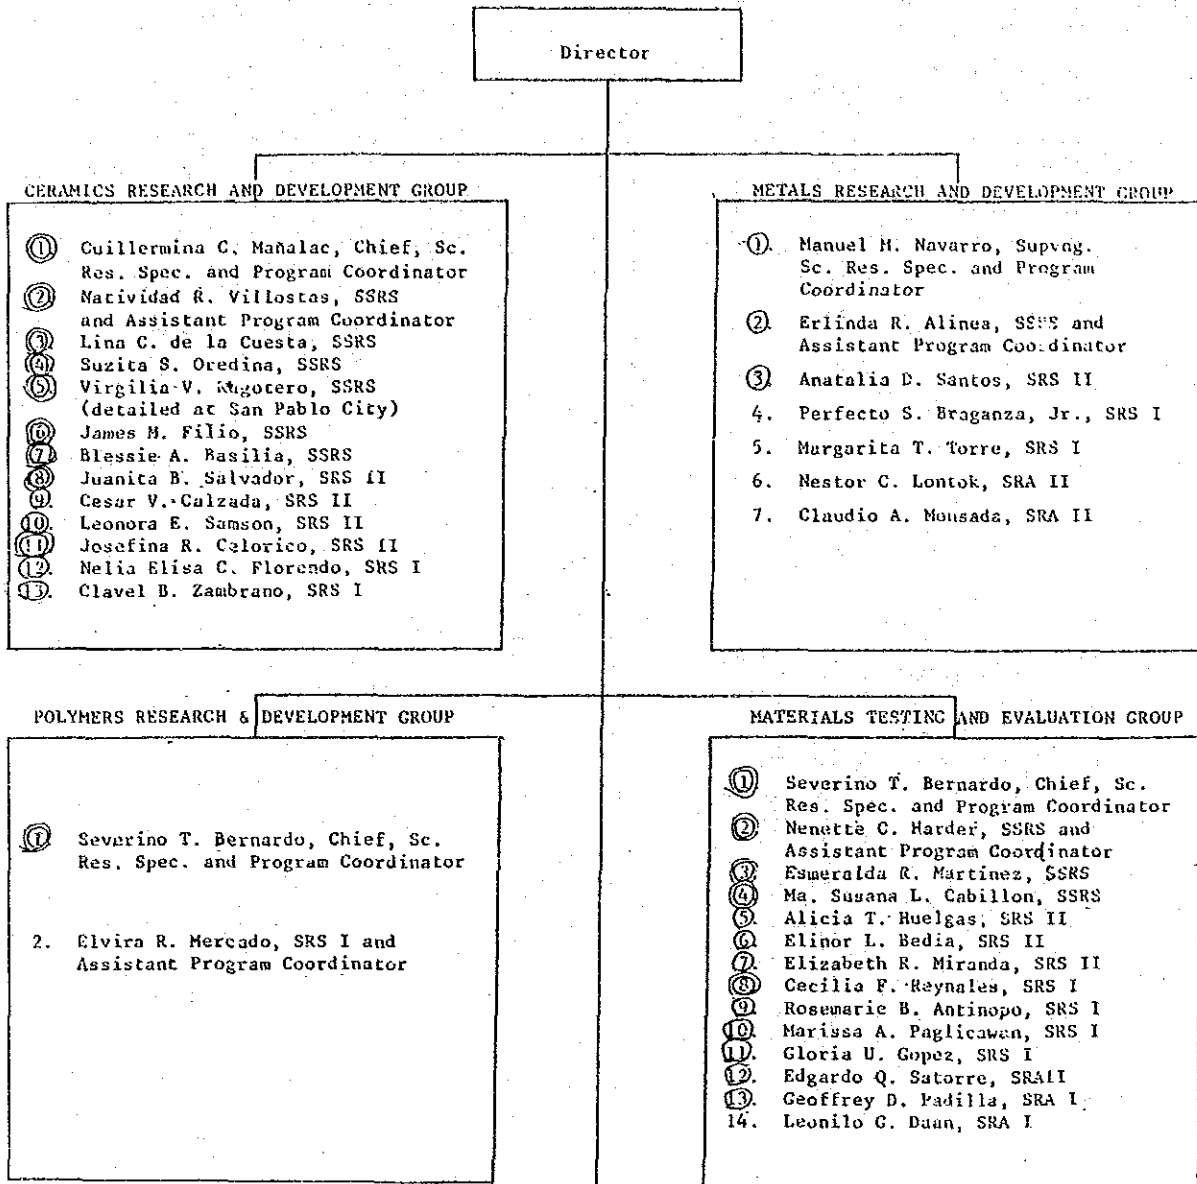 Director
CERAMICS RESEARCH AND DEVELOPMENT GROUP
1 Guillermina C. Mañalac, Chief, Sc.
Res. Spec. and Program Coordinator
2 Natividad R. Villostas, SSRS
and Assistant Program Coordinator
3 Lina C. de la Cuesta, SSRS
4 Suzita S. Oredina, SSRS
5. Virgilia V. SSRS
(detailed at San Pablo City)
6 James M. Filio, SSRS
7 Blessie A. Basilia, SSRS
8 Juanita B. Salvador, SRS II
9. Cesar V. Calzada, SRS II
10. Leonora E. Samson, SRS II
11 Josefina R. Celorico, SRS II
12. Nelia Elisa C. Florendo, SRS I
13. Clavel B. Zambrano, SRS I
METALS RESEARCH AND DEVELOPMENT GROUP
1. Manuel M. Navarro, Supvng.
Sc. Res. Spec. and Program
Coordinator
2. Erlinda R. Alinea, SSRS and
Assistant Program Coordinator
3. Anatalia D. Santos, SRS II
4. Perfecto S. Braganza, Jr., SRS I
5. Margarita T. Torre, SRS I
6. Nestor C. Lontok, SRA II
7. Claudio A. Monsada, SRA II
POLYMERS RESEARCH & DEVELOPMENT GROUP
1 Severino T. Bernardo, Chief, Sc.
Res. Spec. and Program Coordinator
2. Elvira R. Mercado, SRS I and
Assistant Program Coordinator
MATERIALS TESTING AND EVALUATION GROUP
1 Severino T. Bernardo, Chief, Sc.
Res. Spec. and Program Coordinator
2 Nenette C. Harder, SSRS and
Assistant Program Coordinator
3 Esmeralda R. Martinez, SSRS
4. Ma. Susana L. Cabillon, SSRS
5. Alicia T. Huelgas, SRS II
6 Elinor L. Bedia, SRS II
7. Elizabeth R. Miranda, SRS II
8 Cecilia F. Reynales, SRS I
9 Rosemarie B. Antinopo, SRS I
10. Marissa A. Paglicawan, SRS I
11. Gloria U. Gopez, SRS I
12. Edgardo Q. Satorre, SRAII
13. Geoffrey D. Padilla, SRA I
14. Leonilo G. Daan, SRA I